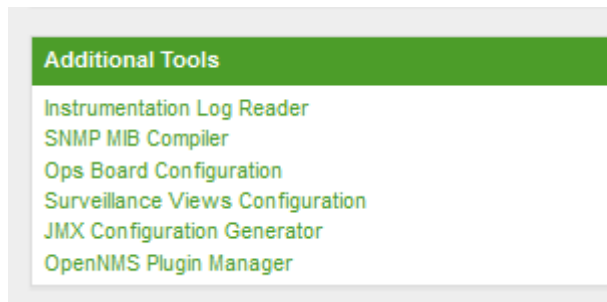 Additional Tools
Instrumentation Log Reader
SNMP MIB Compiler
Ops Board Configuration
Surveillance Views Configuration
JMX Configuration Generator
OpenNMS Plugin Manager